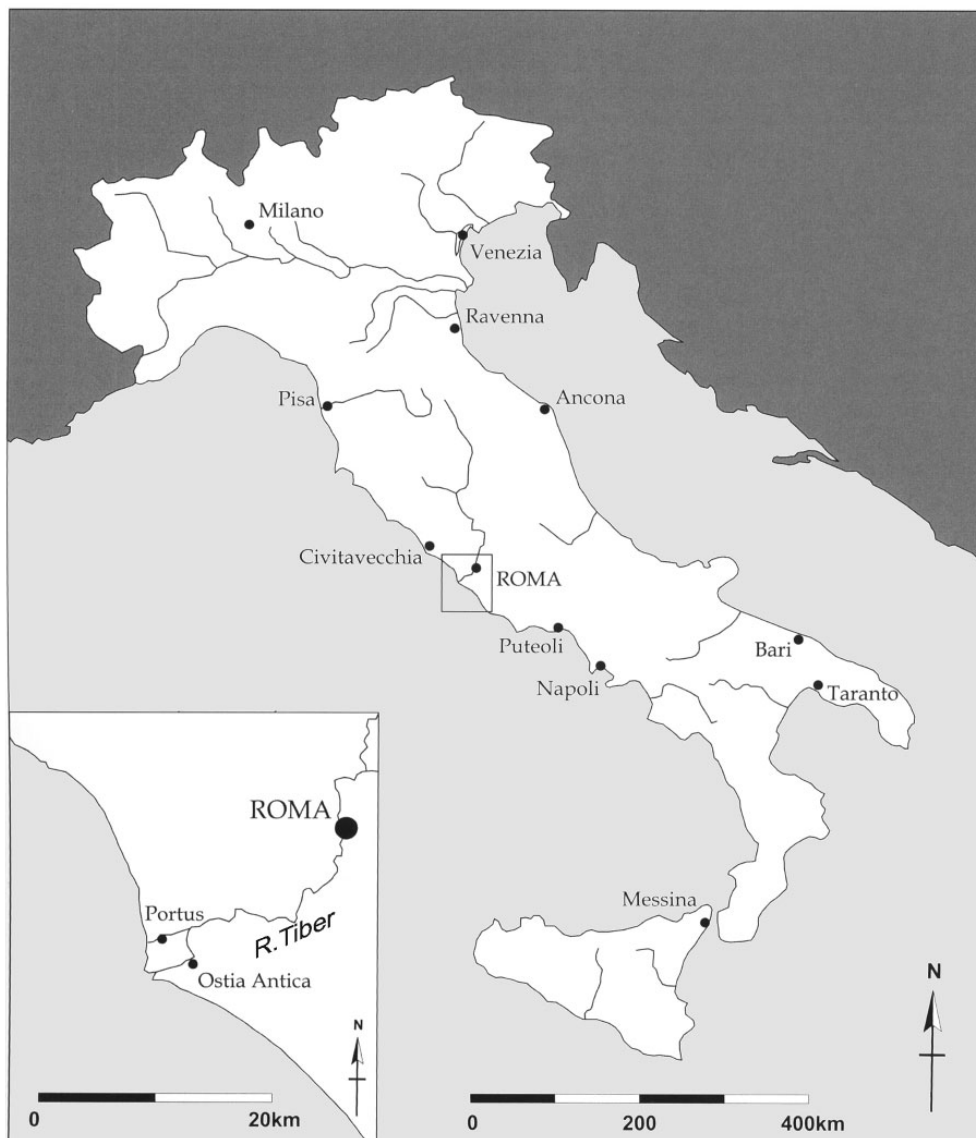 Milano
Venezia
Ravenna
Pisa
Ancona
Civitavecchia
ROMA
Puteoli
Napoli
Bari
Taranto
Messina
N
0 200 400km
ROMA
Portus
R. Tiber
Ostia Antica
N
0 20km